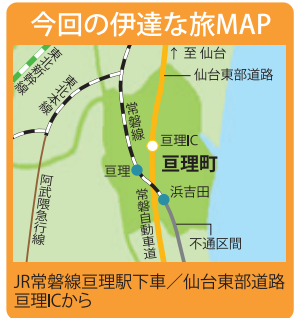 今回の伊達な旅MAP
↑至 仙台
仙台東部道路
東北新幹線
東北本線
常磐線
亘理IC
亘理町
亘理
浜吉田
阿武隈急行線
常磐自動車道
不通区間
JR常磐線亘理駅下車／仙台東部道路
亘理ICから